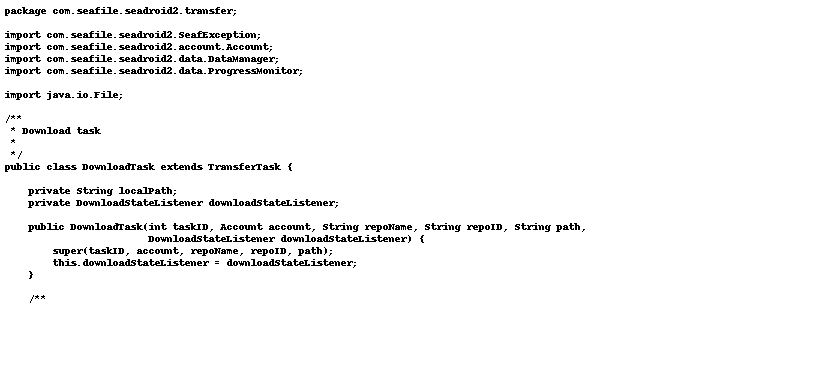 package com.seafile.seadroid2.transfer;

import com.seafile.seadroid2.SeafException;
import com.seafile.seadroid2.account.Account;
import com.seafile.seadroid2.data.DataManager;
import com.seafile.seadroid2.data.ProgressMonitor;

import java.io.File;

/**
 * Download task
 *
 */
public class DownloadTask extends TransferTask {

    private String localPath;
    private DownloadStateListener downloadStateListener;

    public DownloadTask(int taskID, Account account, String repoName, String repoID, String path,
                        DownloadStateListener downloadStateListener) {
        super(taskID, account, repoName, repoID, path);
        this.downloadStateListener = downloadStateListener;
    }

    /**